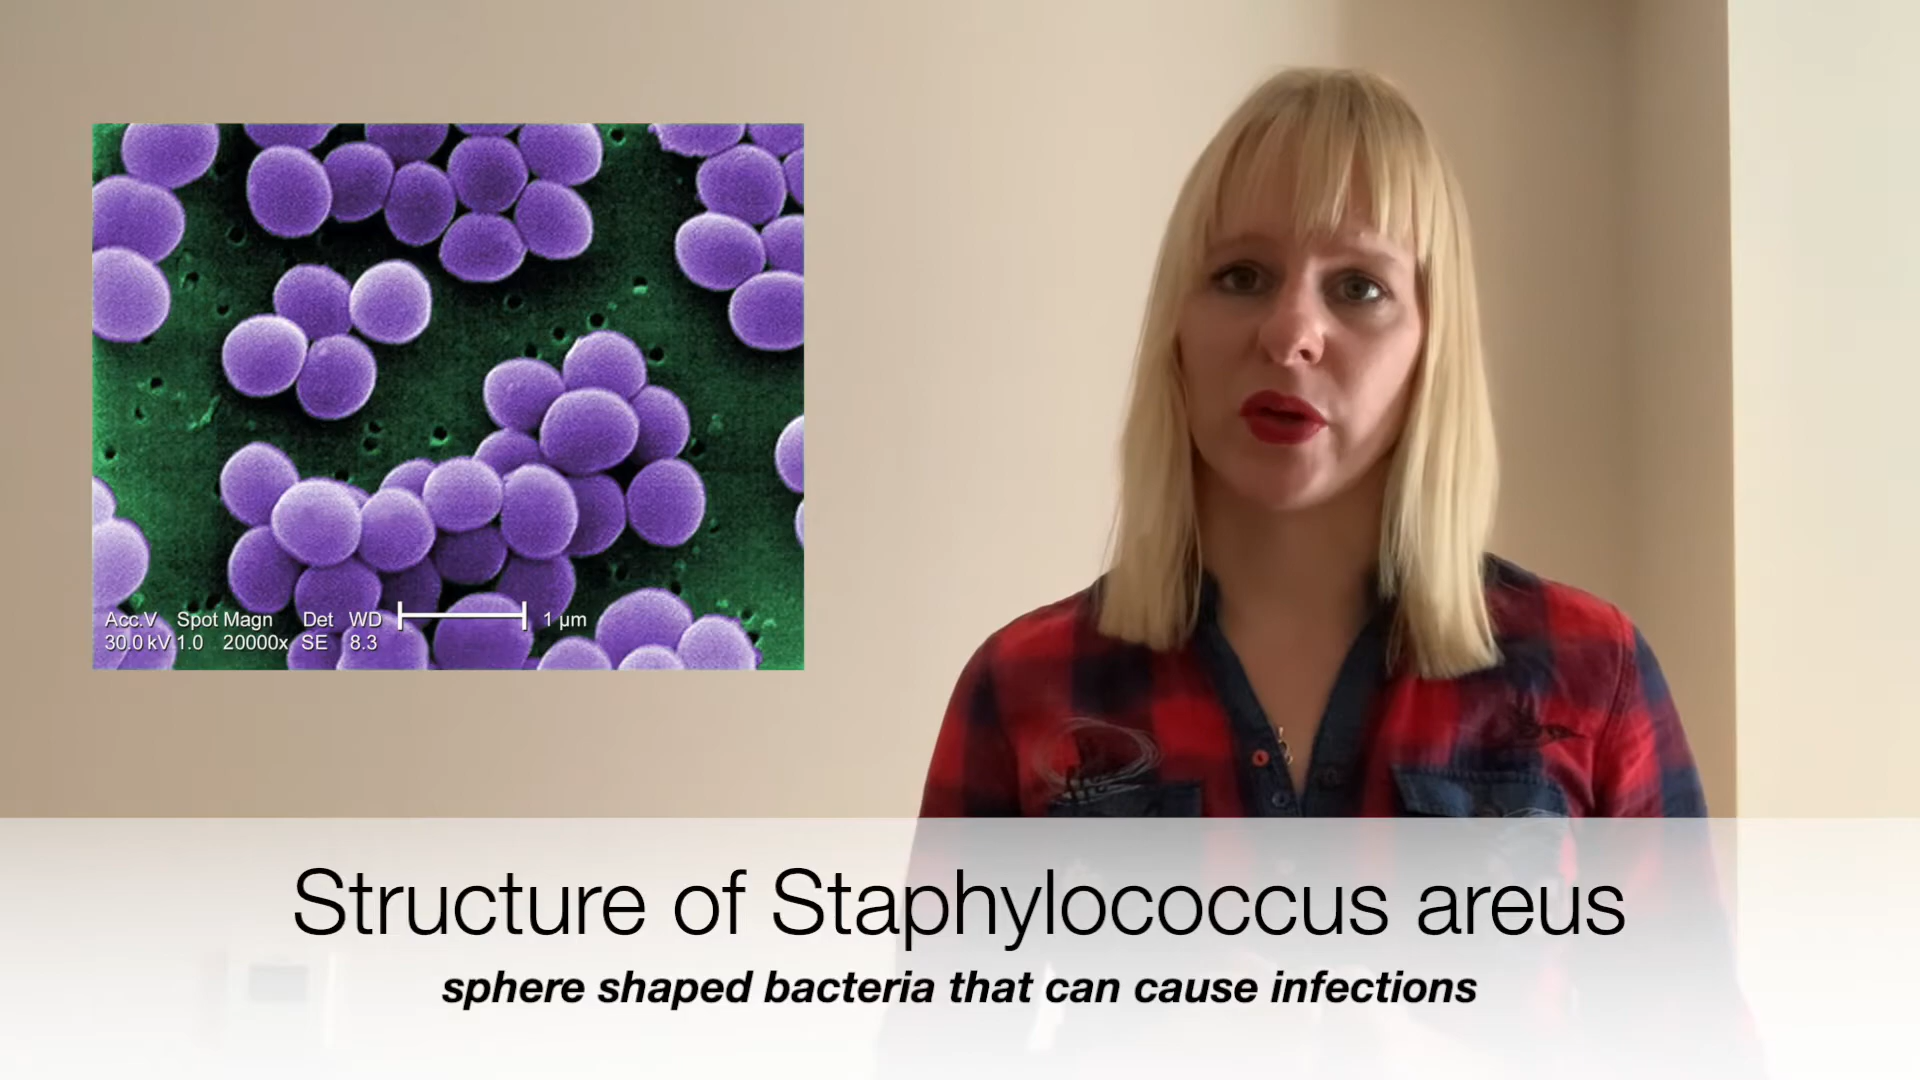 Acc.V Spot Magn Det WD 1 µm
30.0 kV 1.0 20000x SE 8.3
Structure of Staphylococcus areus
sphere shaped bacteria that can cause infections